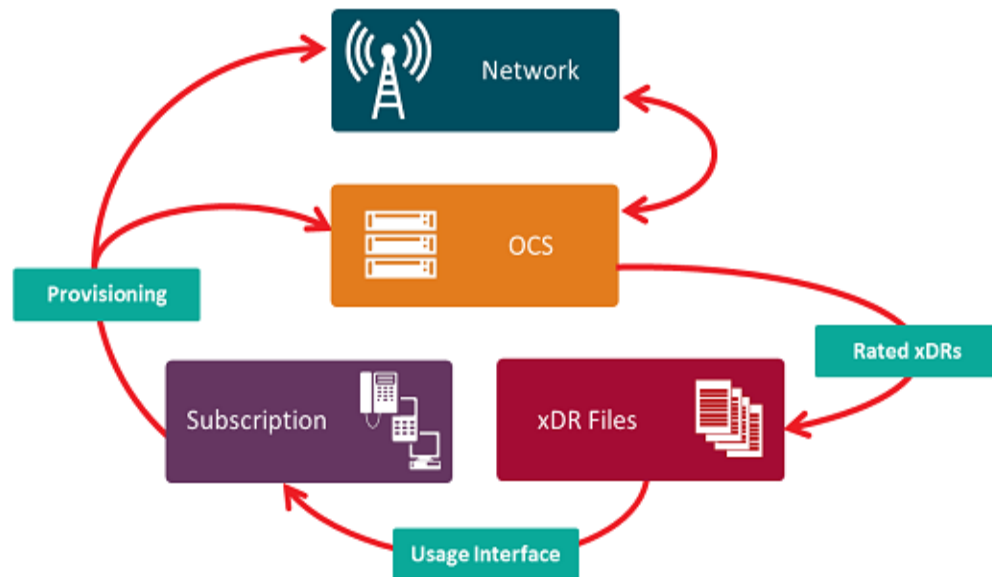 Network
OCS
Provisioning
Rated xDRs
Subscription
xDR Files
Usage Interface